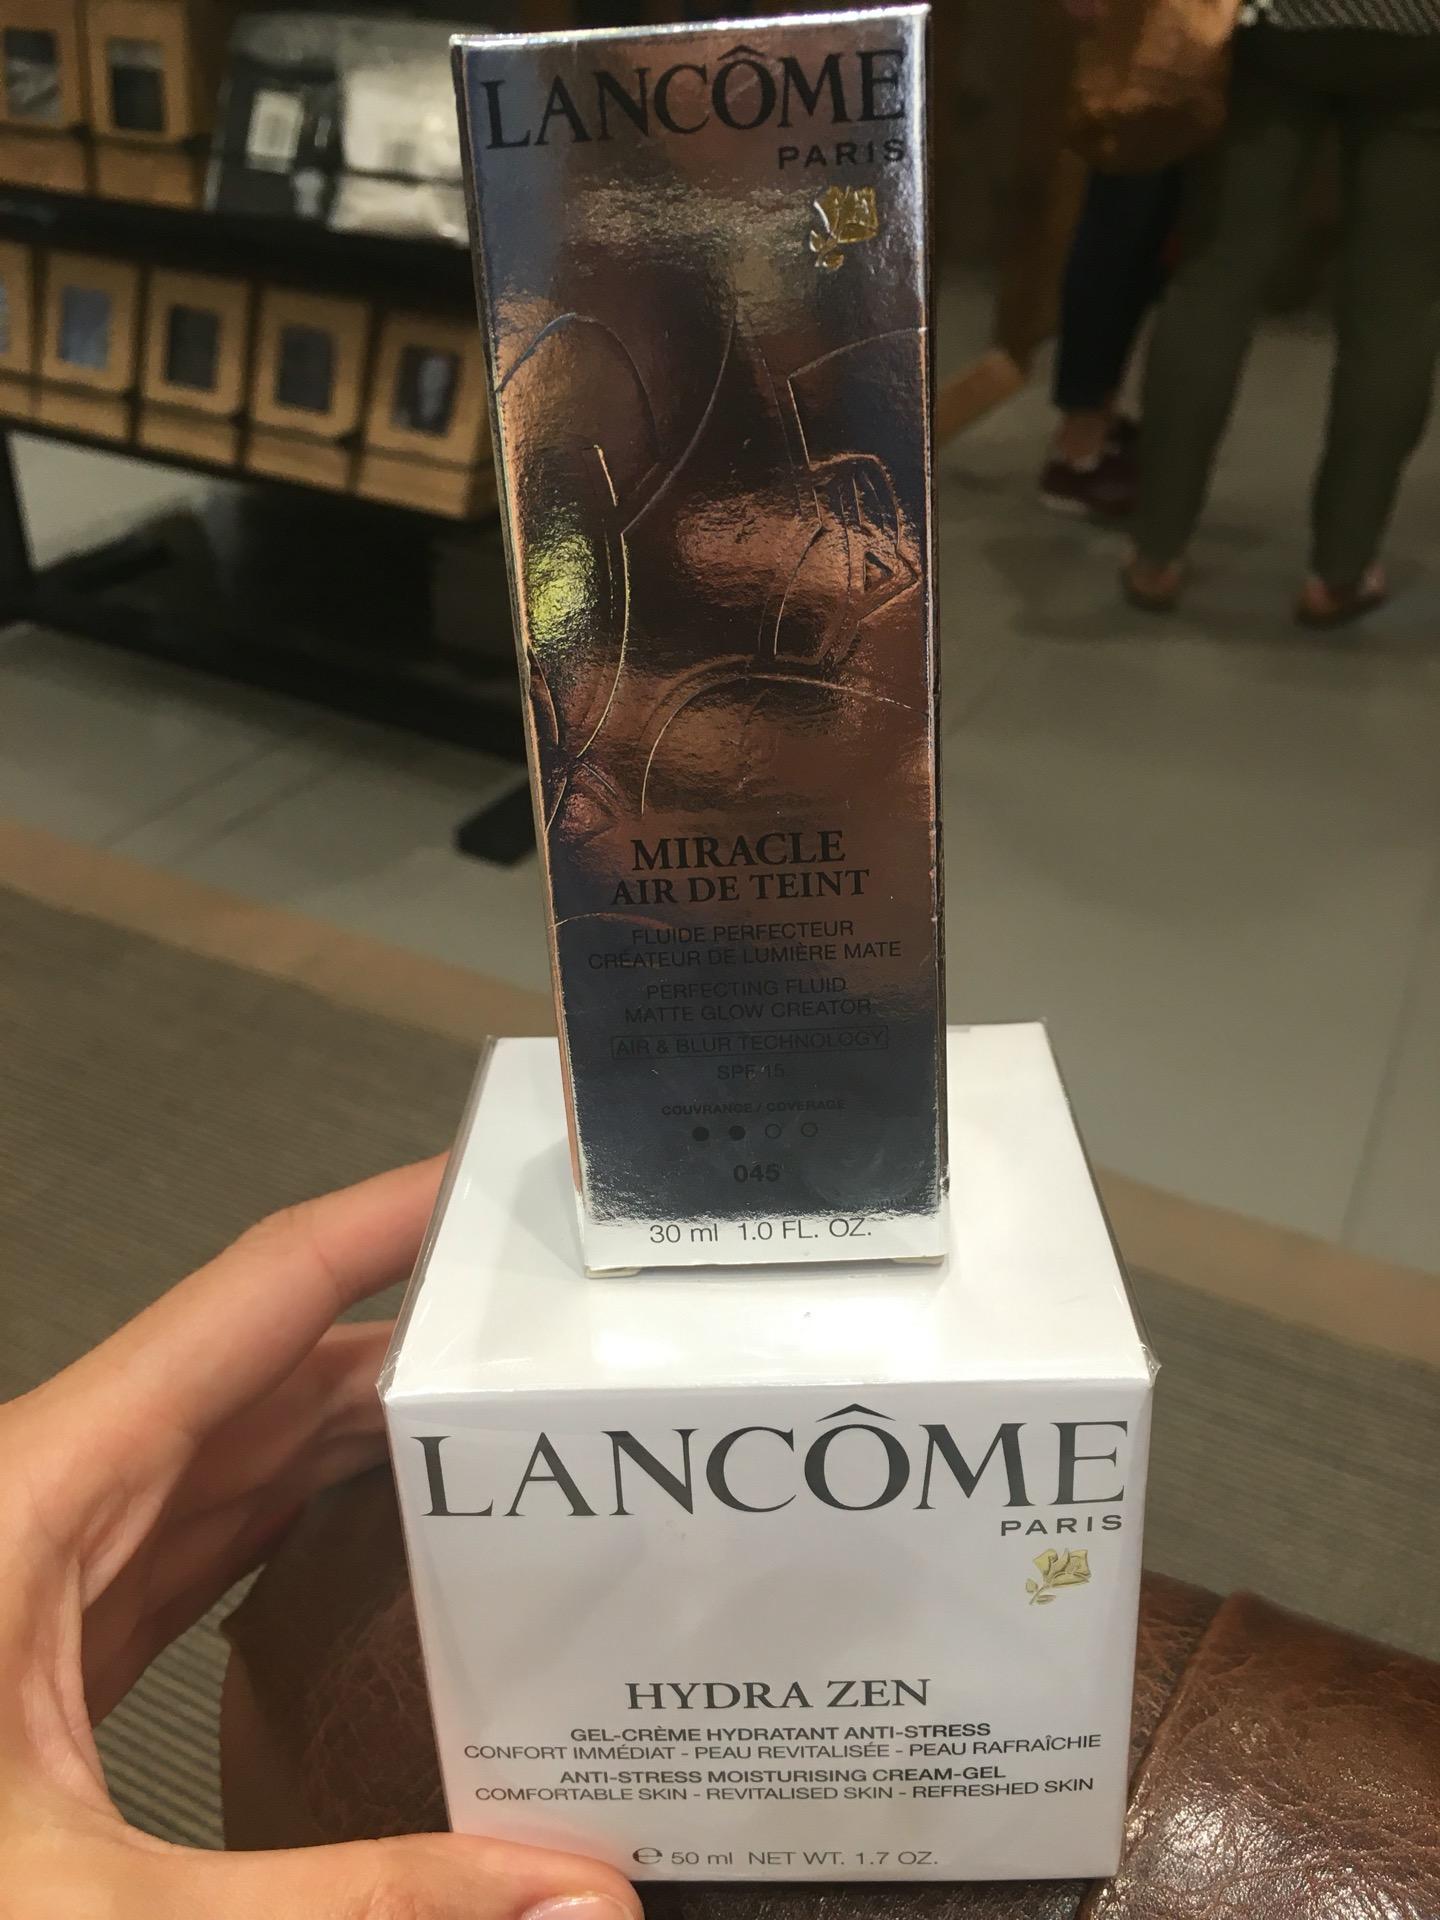 LANCÔME
PARIS
MIRACLE
AIR DE TEINT
FLUIDE PERFECTEUR
CRÉATEUR DE LUMIÈRE MATE
PERFECTING FLUID
MATTE GLOW CREATOR
AIR & BLUR TECHNOLOGY
SPF 15
COUVRANCE / COVERAGE
045
30 ml 1.0 FL. OZ.
LANCÔME
PARIS
HYDRA ZEN
GEL-CRÈME HYDRATANT ANTI-STRESS
CONFORT IMMÉDIAT - PEAU REVITALISÉE - PEAU RAFRAÎCHIE
ANTI-STRESS MOISTURISING CREAM-GEL
COMFORTABLE SKIN - REVITALISED SKIN - REFRESHED SKIN
℮ 50 ml NET WT. 1.7 OZ.